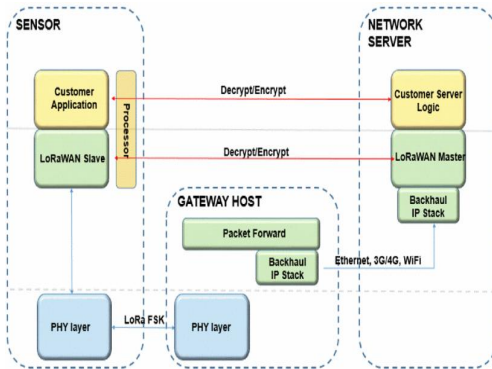 SENSOR
NETWORK
SERVER
Customer
Application
Processor
Decrypt/Encrypt
Customer Server
Logic
LoRaWAN Slave
Decrypt/Encrypt
LoRaWAN Master
Backhaul
IP Stack
GATEWAY HOST
Packet Forward
Backhaul
IP Stack
Ethernet, 3G/4G, WiFi
PHY layer
LoRa FSK
PHY layer